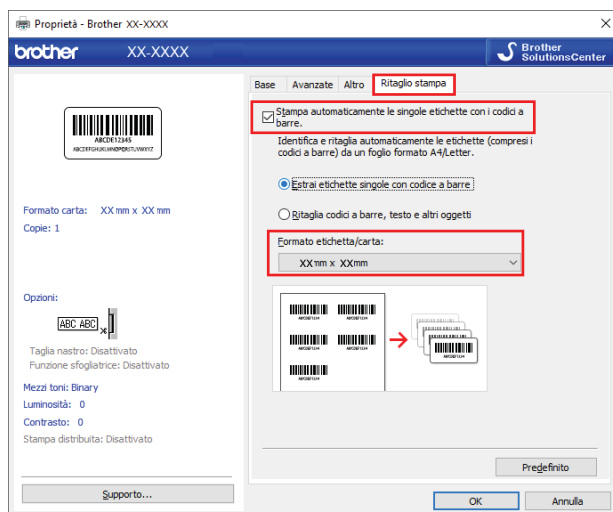 Proprietà - Brother XX-XXXX
brother XX-XXXX
Brother
SolutionsCenter
ABCDE12345
ABCDEFGHIJKLMNOPQRSTUVWXYZ
Formato carta: XX mm x XX mm
Copie: 1
Opzioni:
ABC ABC
Taglia nastro: Disattivato
Funzione sfogliatrice: Disattivato
Mezzi toni: Binary
Luminosità: 0
Contrasto: 0
Stampa distribuita: Disattivato
Supporto...
Base Avanzate Altro Ritaglio stampa
Stampa automaticamente le singole etichette con i codici a
barre.
Identifica e ritaglia automaticamente le etichette (compresi i
codici a barre) da un foglio formato A4/Letter.
Estrai etichette singole con codice a barre
Ritaglia codici a barre, testo e altri oggetti
Formato etichetta/carta:
XX mm x XXmm
Predefinito
OK Annulla